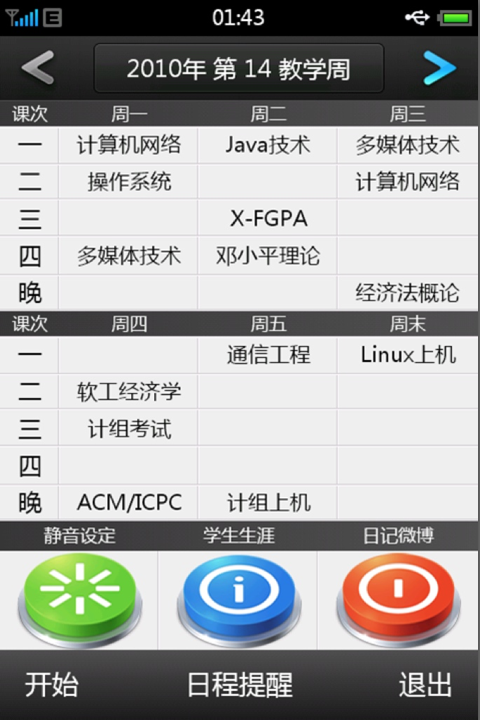 01:43
2010年 第 14 教学周
课次 周一 周二 周三
一 计算机网络 Java技术 多媒体技术
二 操作系统 计算机网络
三 X-FGPA
四 多媒体技术 邓小平理论
晚 经济法概论
课次 周四 周五 周末
一 通信工程 Linux上机
二 软工经济学
三 计组考试
四
晚 ACM/ICPC 计组上机
静音设定 学生生涯 日记微博
开始 日程提醒 退出